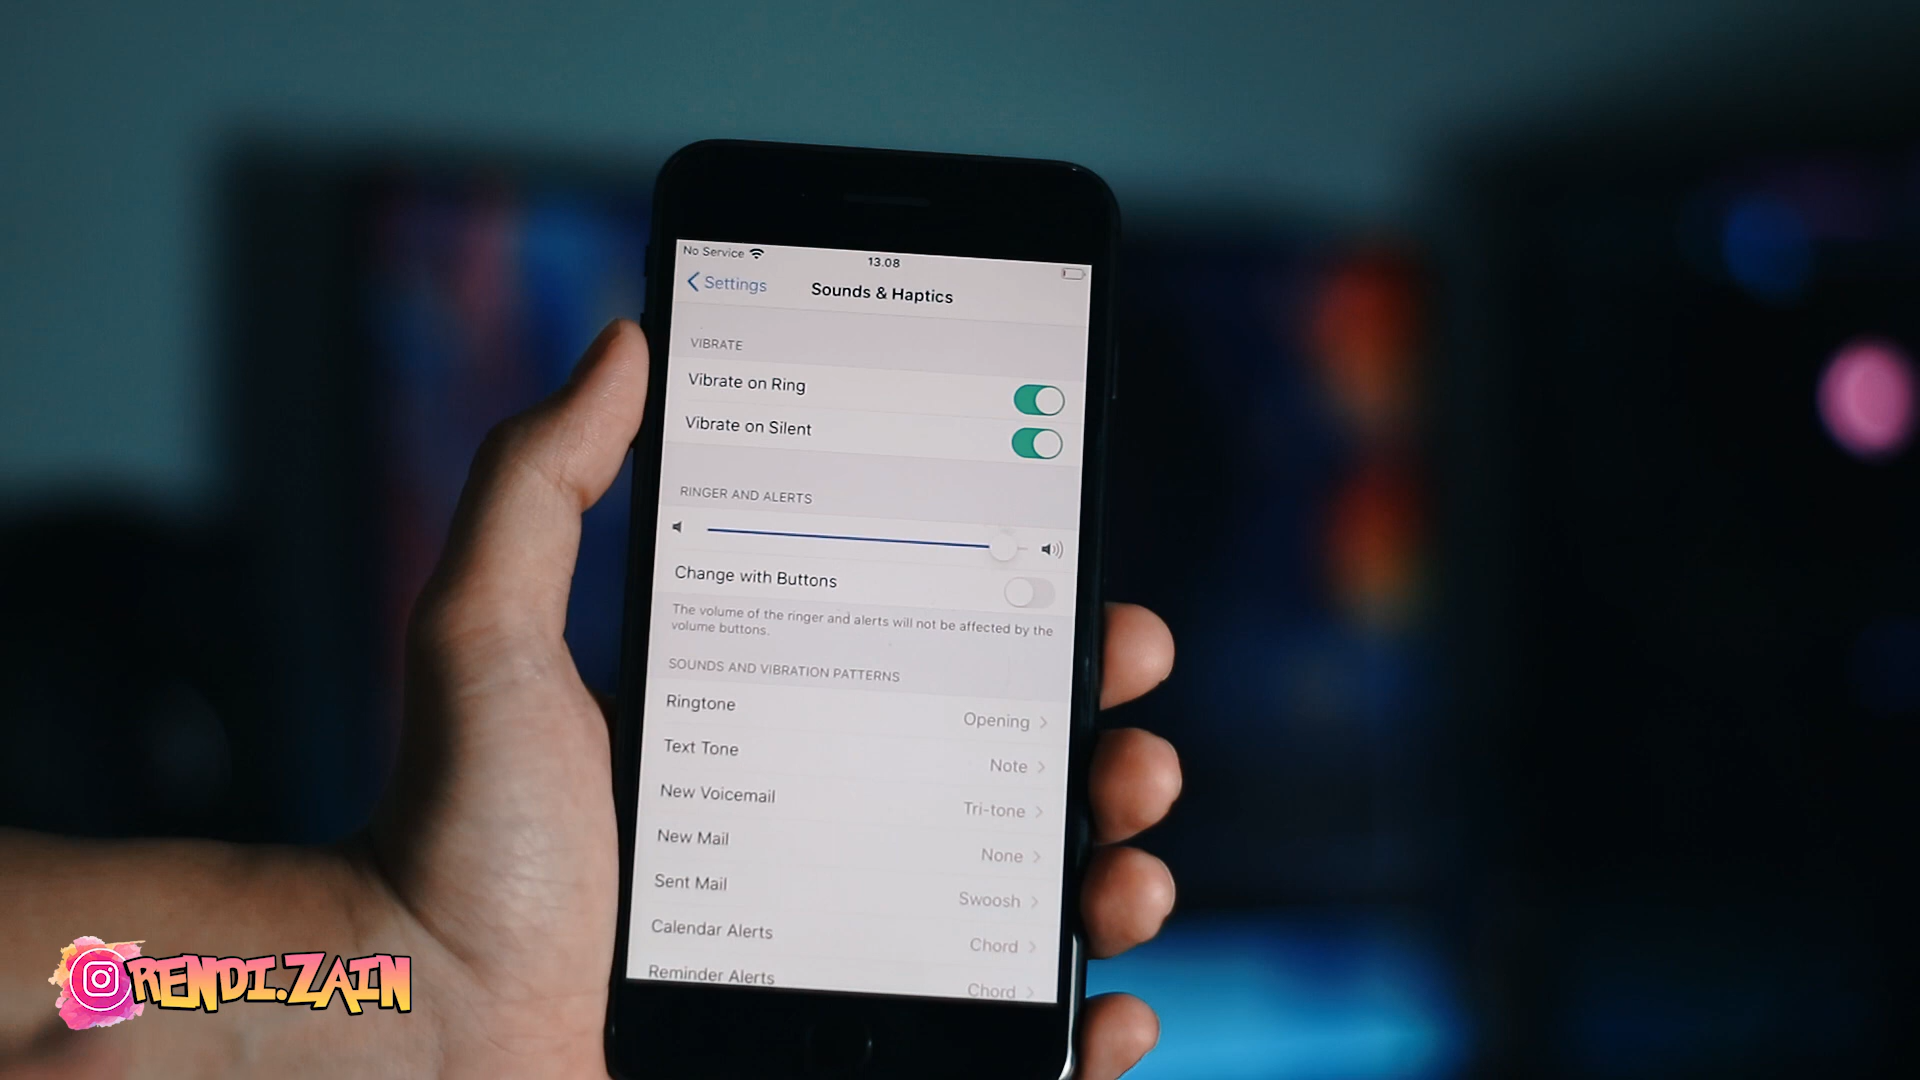 No Service
13.08
Settings
Sounds & Haptics
VIBRATE
Vibrate on Ring
Vibrate on Silent
RINGER AND ALERTS
Change with Buttons
The volume of the ringer and alerts will not be affected by the
volume buttons.
SOUNDS AND VIBRATION PATTERNS
Ringtone Opening
Text Tone Note
New Voicemail Tri-tone
New Mail None
Sent Mail Swoosh
Calendar Alerts Chord
Reminder Alerts Chord
RENDI.ZAIN